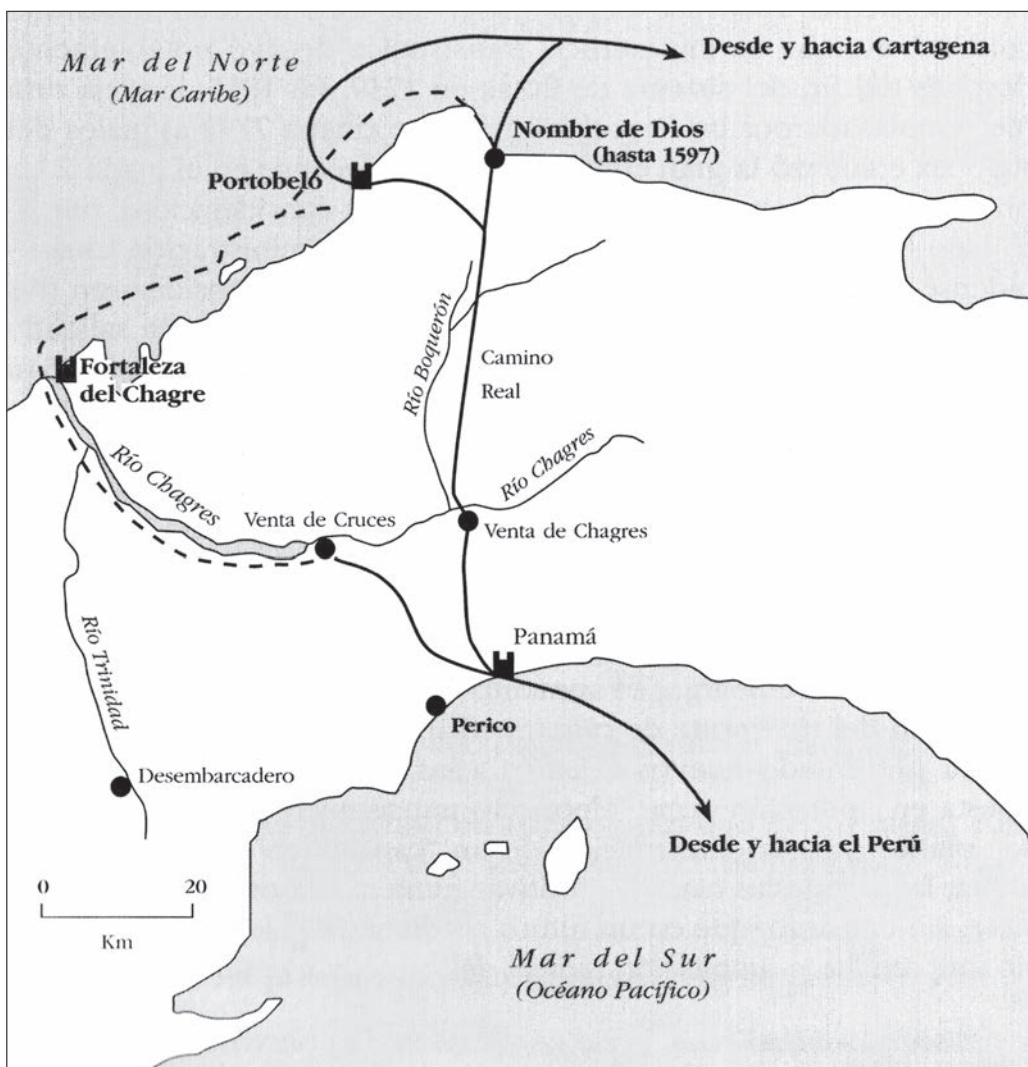 Mar del Norte
(Mar Caribe)
Desde y hacia Cartagena
Nombre de Dios
(hasta 1597)
Portobelo
Fortaleza
del Chagre
Río Boquerón
Camino
Real
Río Chagres
Río Chagres
Venta de Cruces
Venta de Chagres
Río Trinidad
Panamá
Perico
Desembarcadero
Desde y hacia el Perú
0 20
Km
Mar del Sur
(Océano Pacífico)